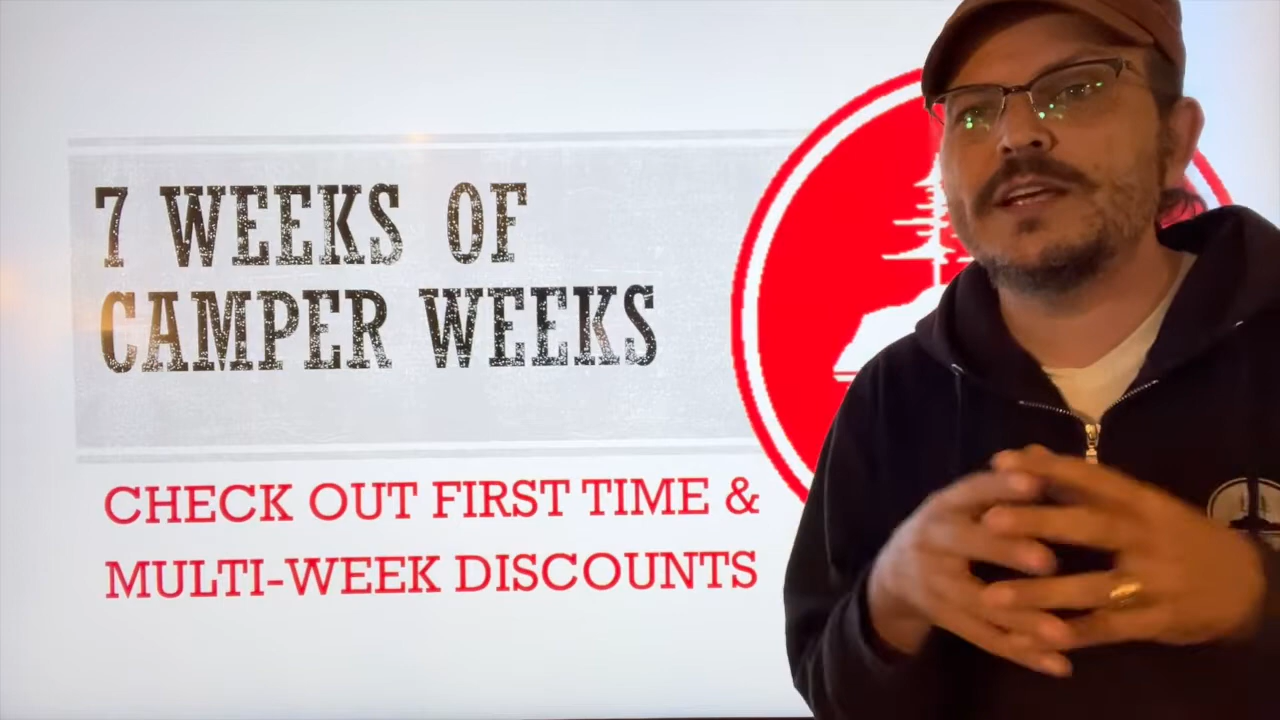 7 WEEKS OF
CAMPER WEEKS
CHECK OUT FIRST TIME &
MULTI-WEEK DISCOUNTS